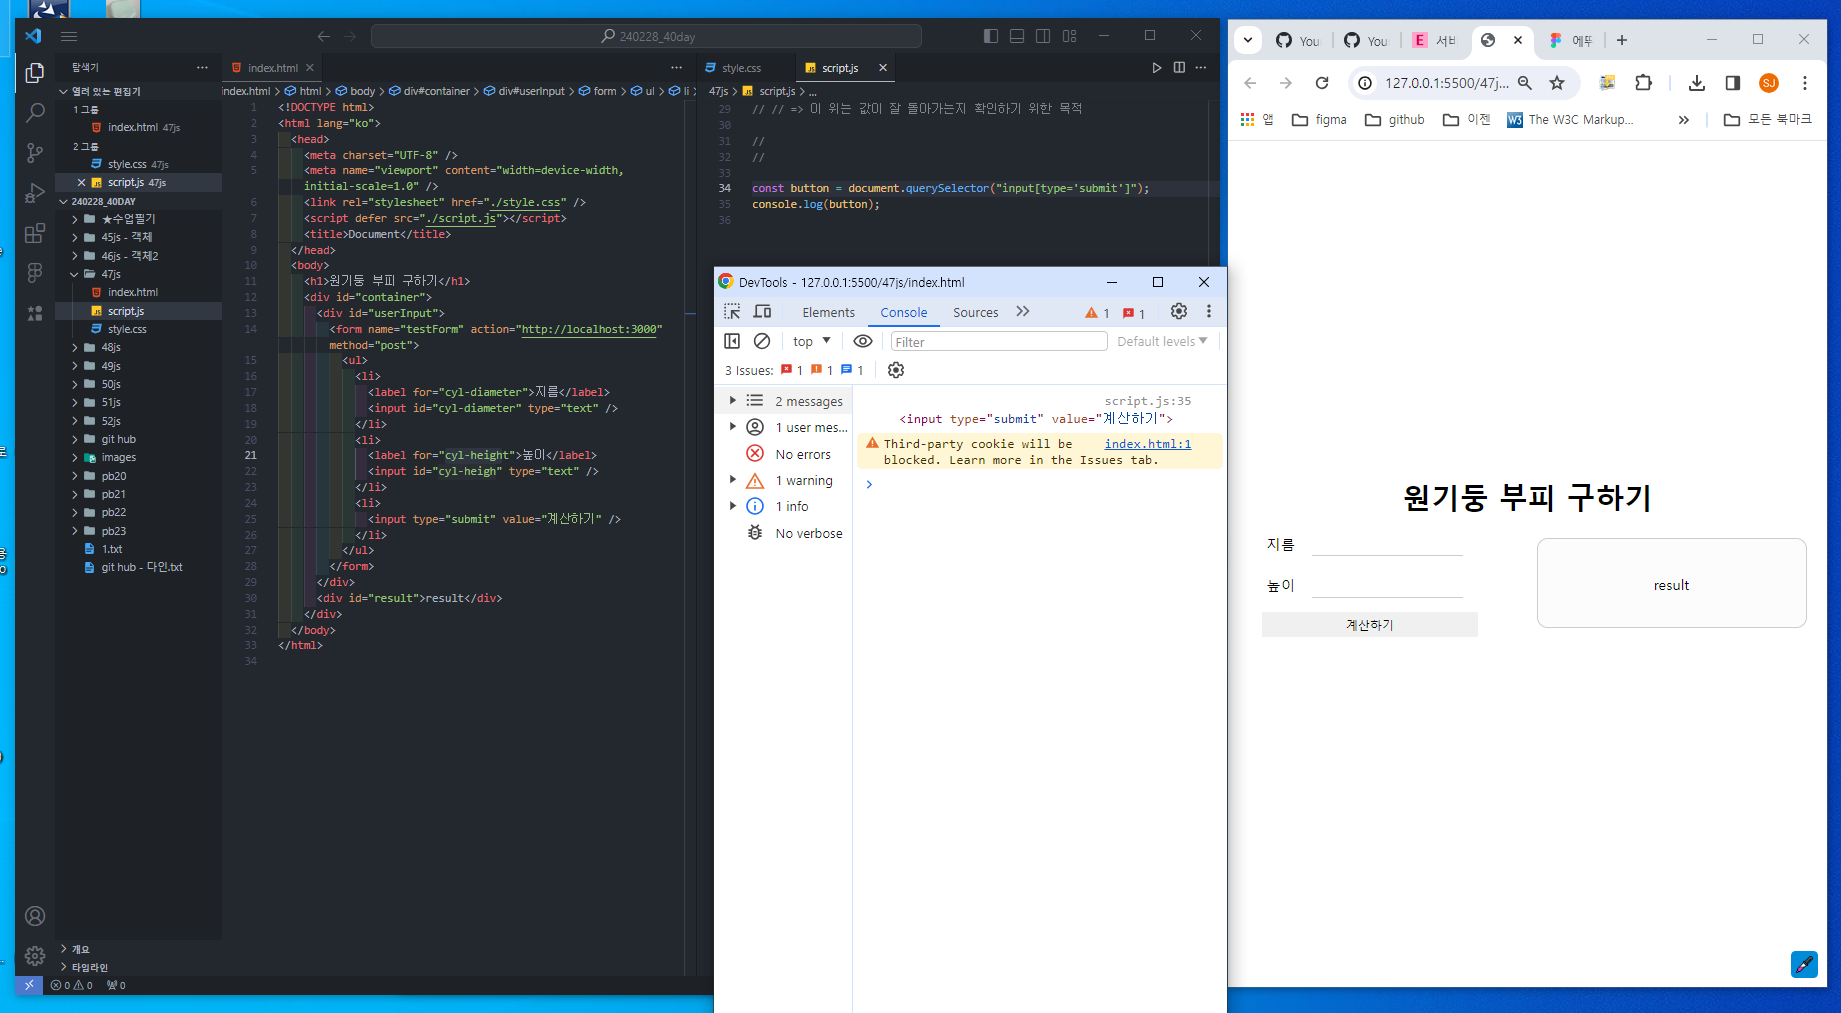 240228_40day
탐색기
열려 있는 편집기
1 그룹
index.html 47js
2 그룹
style.css 47js
script.js 47js
240228_40DAY
★수업필기
45js - 객체
46js - 객체2
47js
index.html
script.js
style.css
48js
49js
50js
51js
52js
git hub
images
pb20
pb21
pb22
pb23
1.txt
git hub - 다인.txt
개요
타임라인
0 0 0
index.html
index.html > html > body > div#container > div#userInput > form > ul > li >
1 <!DOCTYPE html>
2 <html lang="ko">
3 <head>
4 <meta charset="UTF-8" />
5 <meta name="viewport" content="width=device-width,
initial-scale=1.0" />
6 <link rel="stylesheet" href="./style.css" />
7 <script defer src="./script.js"></script>
8 <title>Document</title>
9 </head>
10 <body>
11 <h1>원기둥 부피 구하기</h1>
12 <div id="container">
13 <div id="userInput">
14 <form name="testForm" action="http://localhost:3000"
method="post">
15 <ul>
16 <li>
17 <label for="cyl-diameter">지름</label>
18 <input id="cyl-diameter" type="text" />
19 </li>
20 <li>
21 <label for="cyl-height">높이</label>
22 <input id="cyl-heigh" type="text" />
23 </li>
24 <li>
25 <input type="submit" value="계산하기" />
26 </li>
27 </ul>
28 </form>
29 </div>
30 <div id="result">result</div>
31 </div>
32 </body>
33 </html>
34
style.css script.js
47js > script.js > ...
29 // // => 이 위는 값이 잘 돌아가는지 확인하기 위한 목적
30
31 //
32 //
33
34 const button = document.querySelector("input[type='submit']");
35 console.log(button);
36
DevTools - 127.0.0.1:5500/47js/index.html
Elements Console Sources 1 1
top Filter Default levels
3 Issues: 1 1 1
2 messages
1 user mes...
No errors
1 warning
1 info
No verbose
script.js:35
<input type="submit" value="계산하기">
Third-party cookie will be index.html:1
blocked. Learn more in the Issues tab.
You You E 서비 에뚜
127.0.0.1:5500/47j... SJ
앱 figma github 이젠 W3 The W3C Markup... » 모든 북마크
원기둥 부피 구하기
지름
높이
계산하기
result